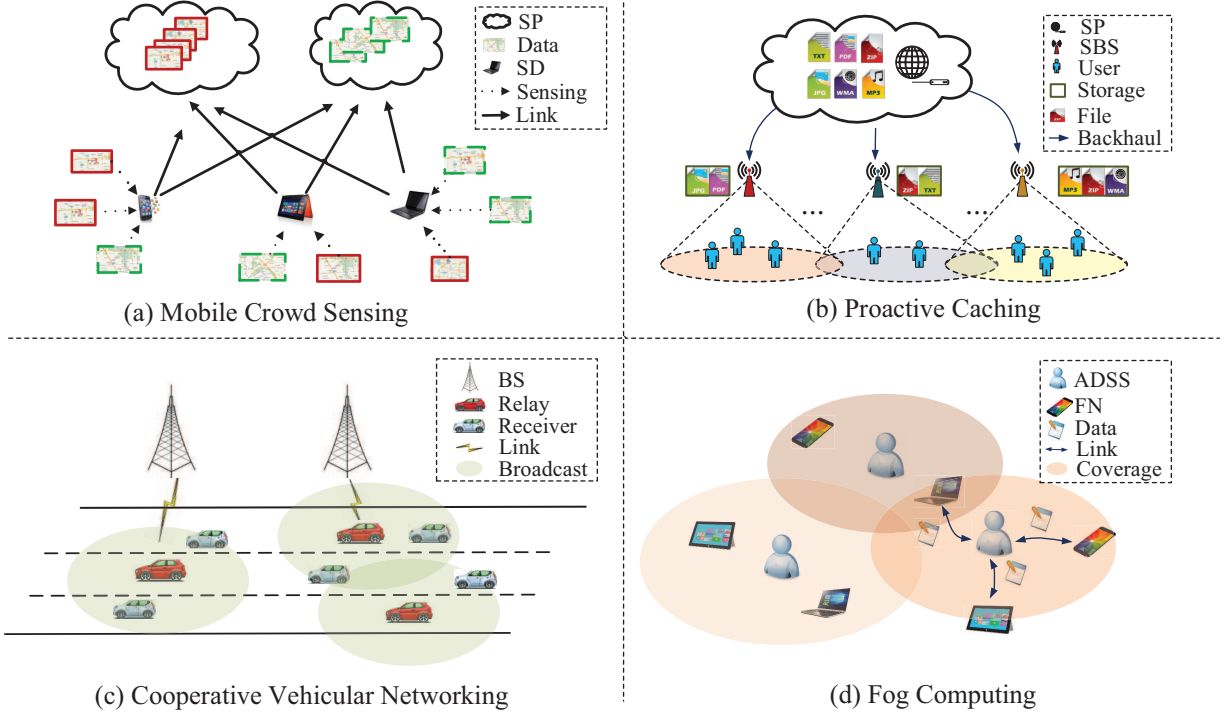 SP
Data
SD
Sensing
Link
(a) Mobile Crowd Sensing
TXT
PDF
ZIP
JPG
WMA
MP3
SP
SBS
User
Storage
File
Backhaul
JPG
PDF
ZIP
TXT
MP3
ZIP
WMA
...
...
(b) Proactive Caching
BS
Relay
Receiver
Link
Broadcast
(c) Cooperative Vehicular Networking
ADSS
FN
Data
Link
Coverage
(d) Fog Computing